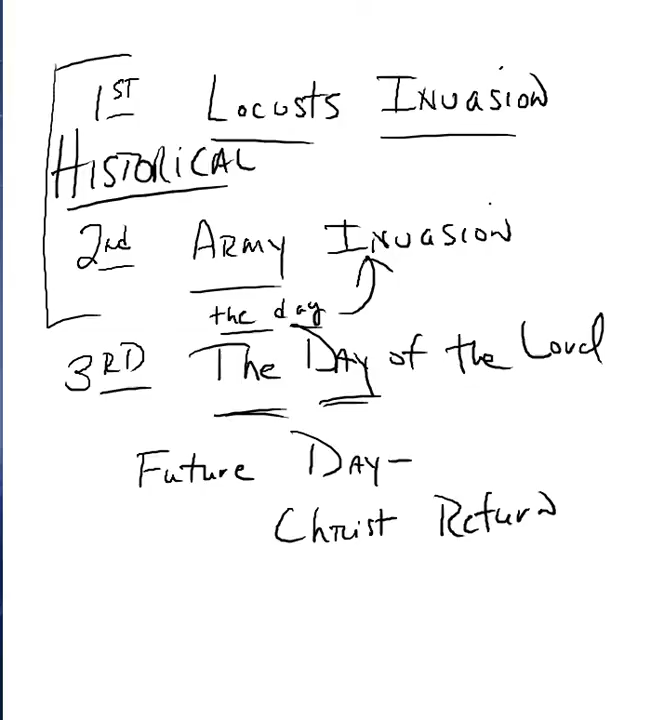 1ST Locusts Invasion
HISTORICAL
2nd Army Invasion
the day
3RD The Day of the Lord
Future Day-
Christ Return